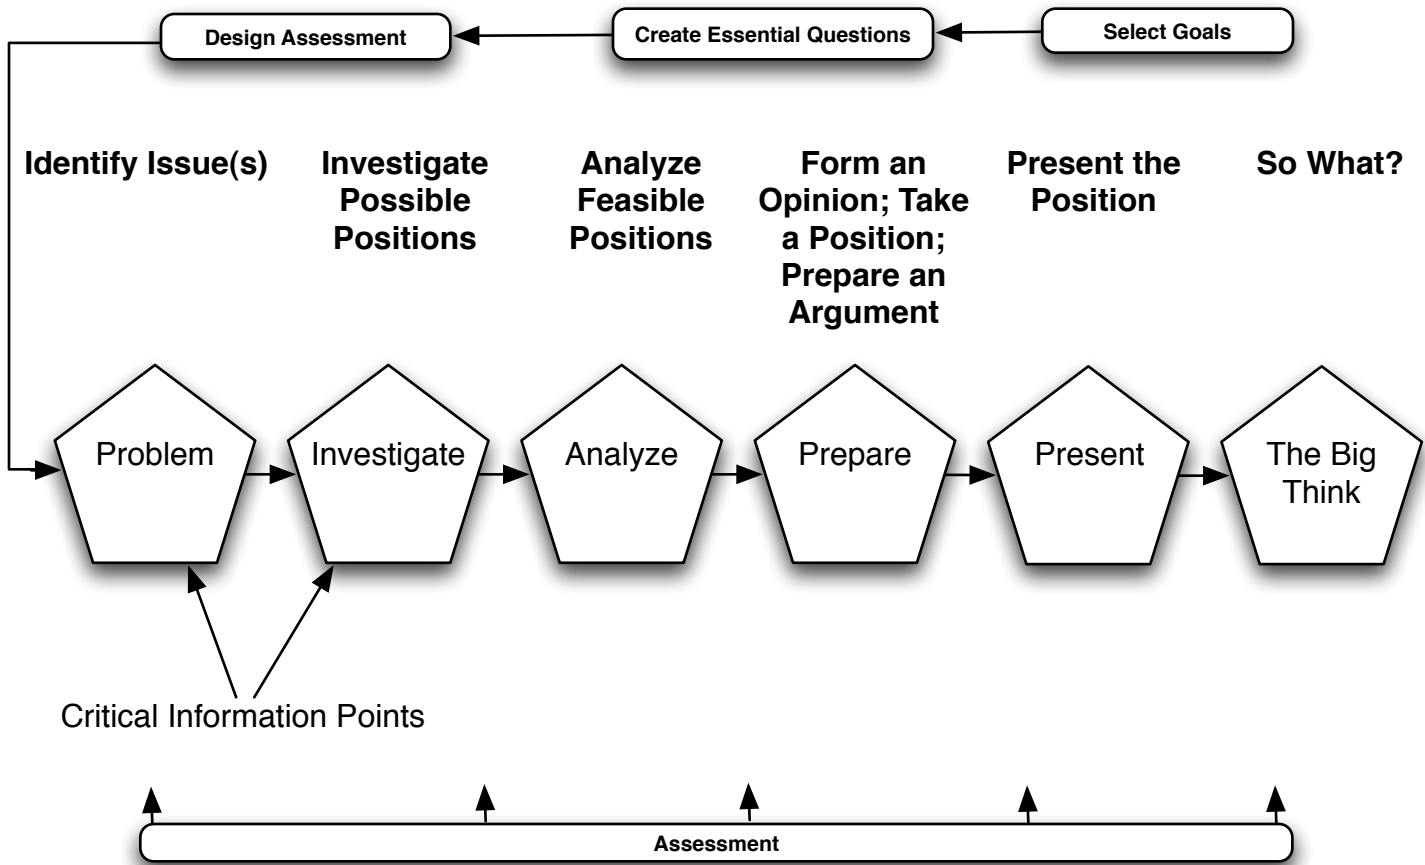 Design Assessment
Create Essential Questions
Select Goals
Identify Issue(s)
Investigate
Possible
Positions
Analyze
Feasible
Positions
Form an
Opinion; Take
a Position;
Prepare an
Argument
Present the
Position
So What?
Problem
Investigate
Analyze
Prepare
Present
The Big
Think
Critical Information Points
Assessment